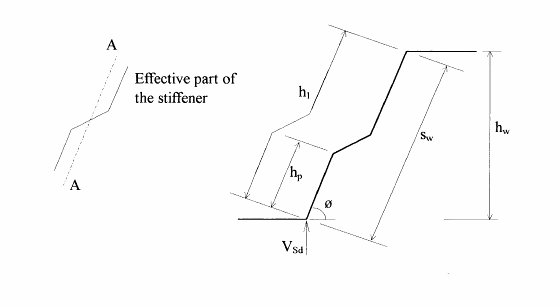 A
Effective part of
the stiffener
A
h1
hp
sw
hw
ø
VSd